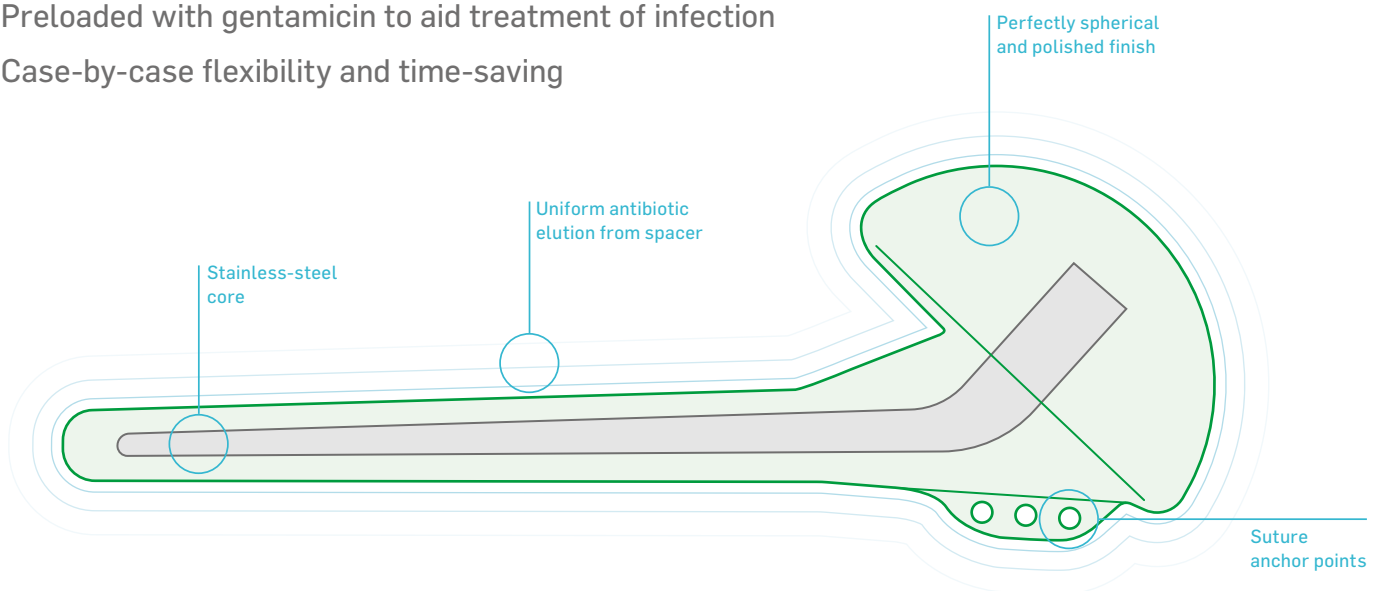 Preloaded with gentamicin to aid treatment of infection
Case-by-case flexibility and time-saving
Perfectly spherical
and polished finish
Uniform antibiotic
elution from spacer
Stainless-steel
core
Suture
anchor points